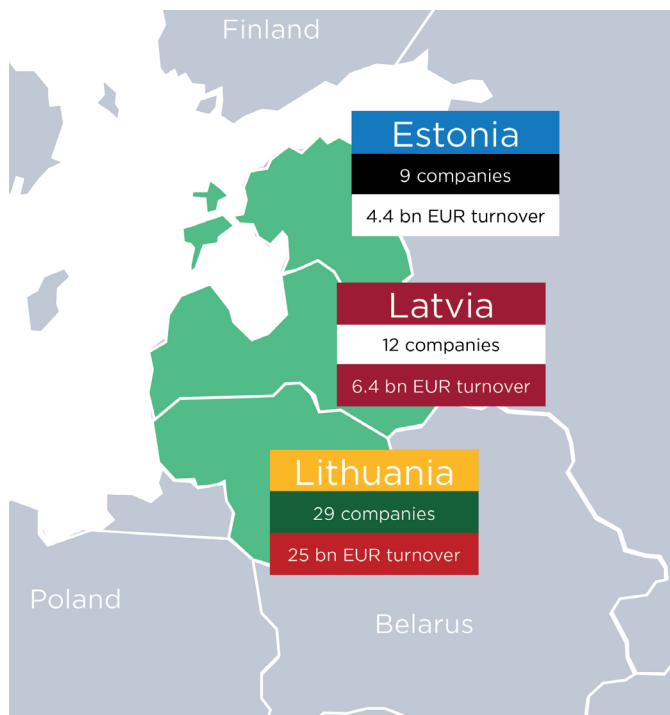 Finland
Estonia
9 companies
4.4 bn EUR turnover
Latvia
12 companies
6.4 bn EUR turnover
Lithuania
29 companies
25 bn EUR turnover
Poland
Belarus